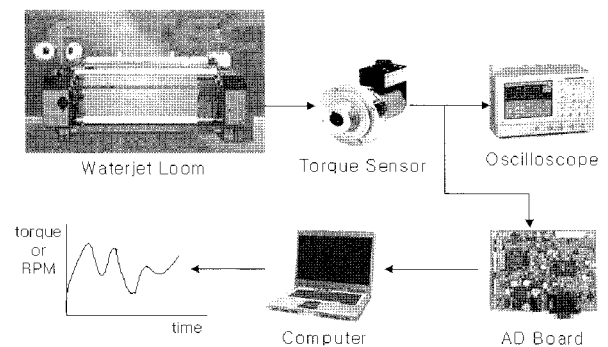 Waterjet Loom
Torque Sensor
Oscilloscope
torque
or
RPM
time
Computer
AD Board